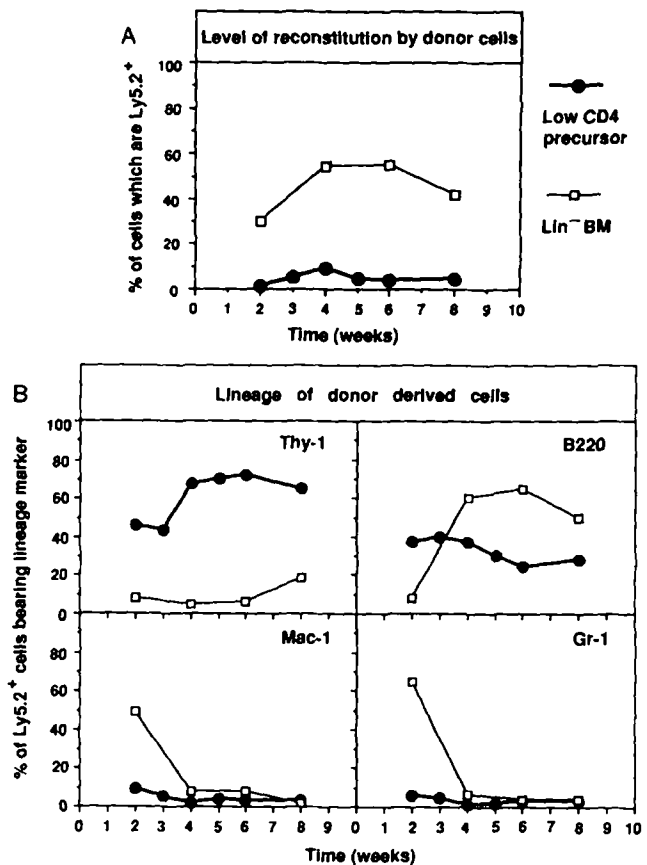 A
Level of reconstitution by donor cells
% of cells which are Ly5.2+
100
80
60
40
20
0
0 1 2 3 4 5 6 7 8 9 10
Time (weeks)
Low CD4
precursor
Lin⁻ BM
B
Lineage of donor derived cells
% of Ly5.2+ cells bearing lineage marker
100
80
60
40
20
0
Thy-1
B220
80
60
40
20
0
Mac-1
Gr-1
0 1 2 3 4 5 6 7 8 9 0 1 2 3 4 5 6 7 8 9 10
Time (weeks)